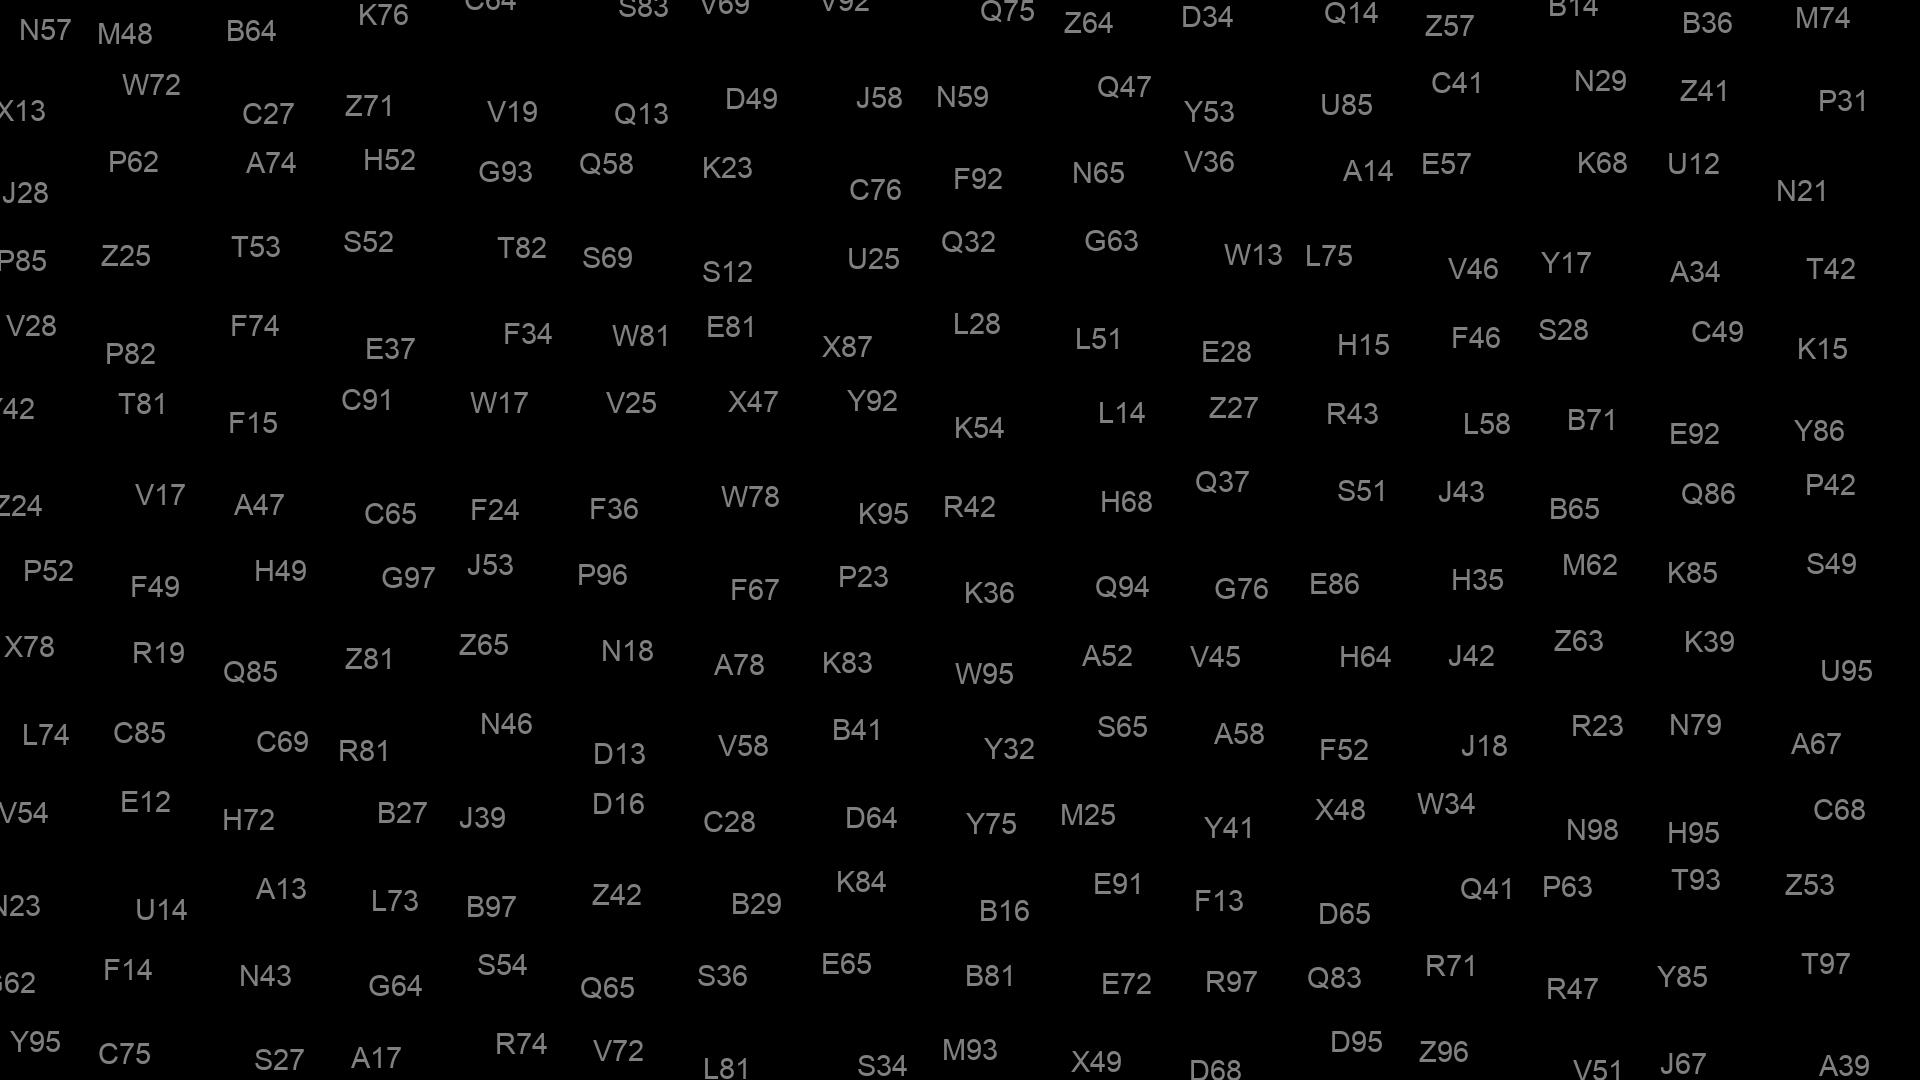 N57 M48 B64 K76 C64 S83 V69 V92 Q75 Z64 D34 Q14 Z57 B14 B36 M74
X13 W72 C27 Z71 V19 Q13 D49 J58 N59 Q47 Y53 U85 C41 N29 Z41 P31
J28 P62 A74 H52 G93 Q58 K23 C76 F92 N65 V36 A14 E57 K68 U12 N21
P85 Z25 T53 S52 T82 S69 S12 U25 Q32 G63 W13 L75 V46 Y17 A34 T42
V28 P82 F74 E37 F34 W81 E81 X87 L28 L51 E28 H15 F46 S28 C49 K15
T81 F15 C91 W17 V25 X47 Y92 K54 L14 Z27 R43 L58 B71 E92 Y86
Z24 V17 A47 C65 F24 F36 W78 K95 R42 H68 Q37 S51 J43 B65 Q86 P42
P52 F49 H49 G97 J53 P96 F67 P23 K36 Q94 G76 E86 H35 M62 K85 S49
X78 R19 Q85 Z81 Z65 N18 A78 K83 W95 A52 V45 H64 J42 Z63 K39 U95
L74 C85 C69 R81 N46 D13 V58 B41 Y32 S65 A58 F52 J18 R23 N79 A67
V54 E12 H72 B27 J39 D16 C28 D64 Y75 M25 Y41 X48 W34 N98 H95 C68
N23 U14 A13 L73 B97 Z42 B29 K84 B16 E91 F13 D65 Q41 P63 T93 Z53
F14 N43 G64 S54 Q65 S36 E65 B81 E72 R97 Q83 R71 R47 Y85 T97
Y95 C75 S27 A17 R74 V72 L81 S34 M93 X49 D68 D95 Z96 V51 J67 A39